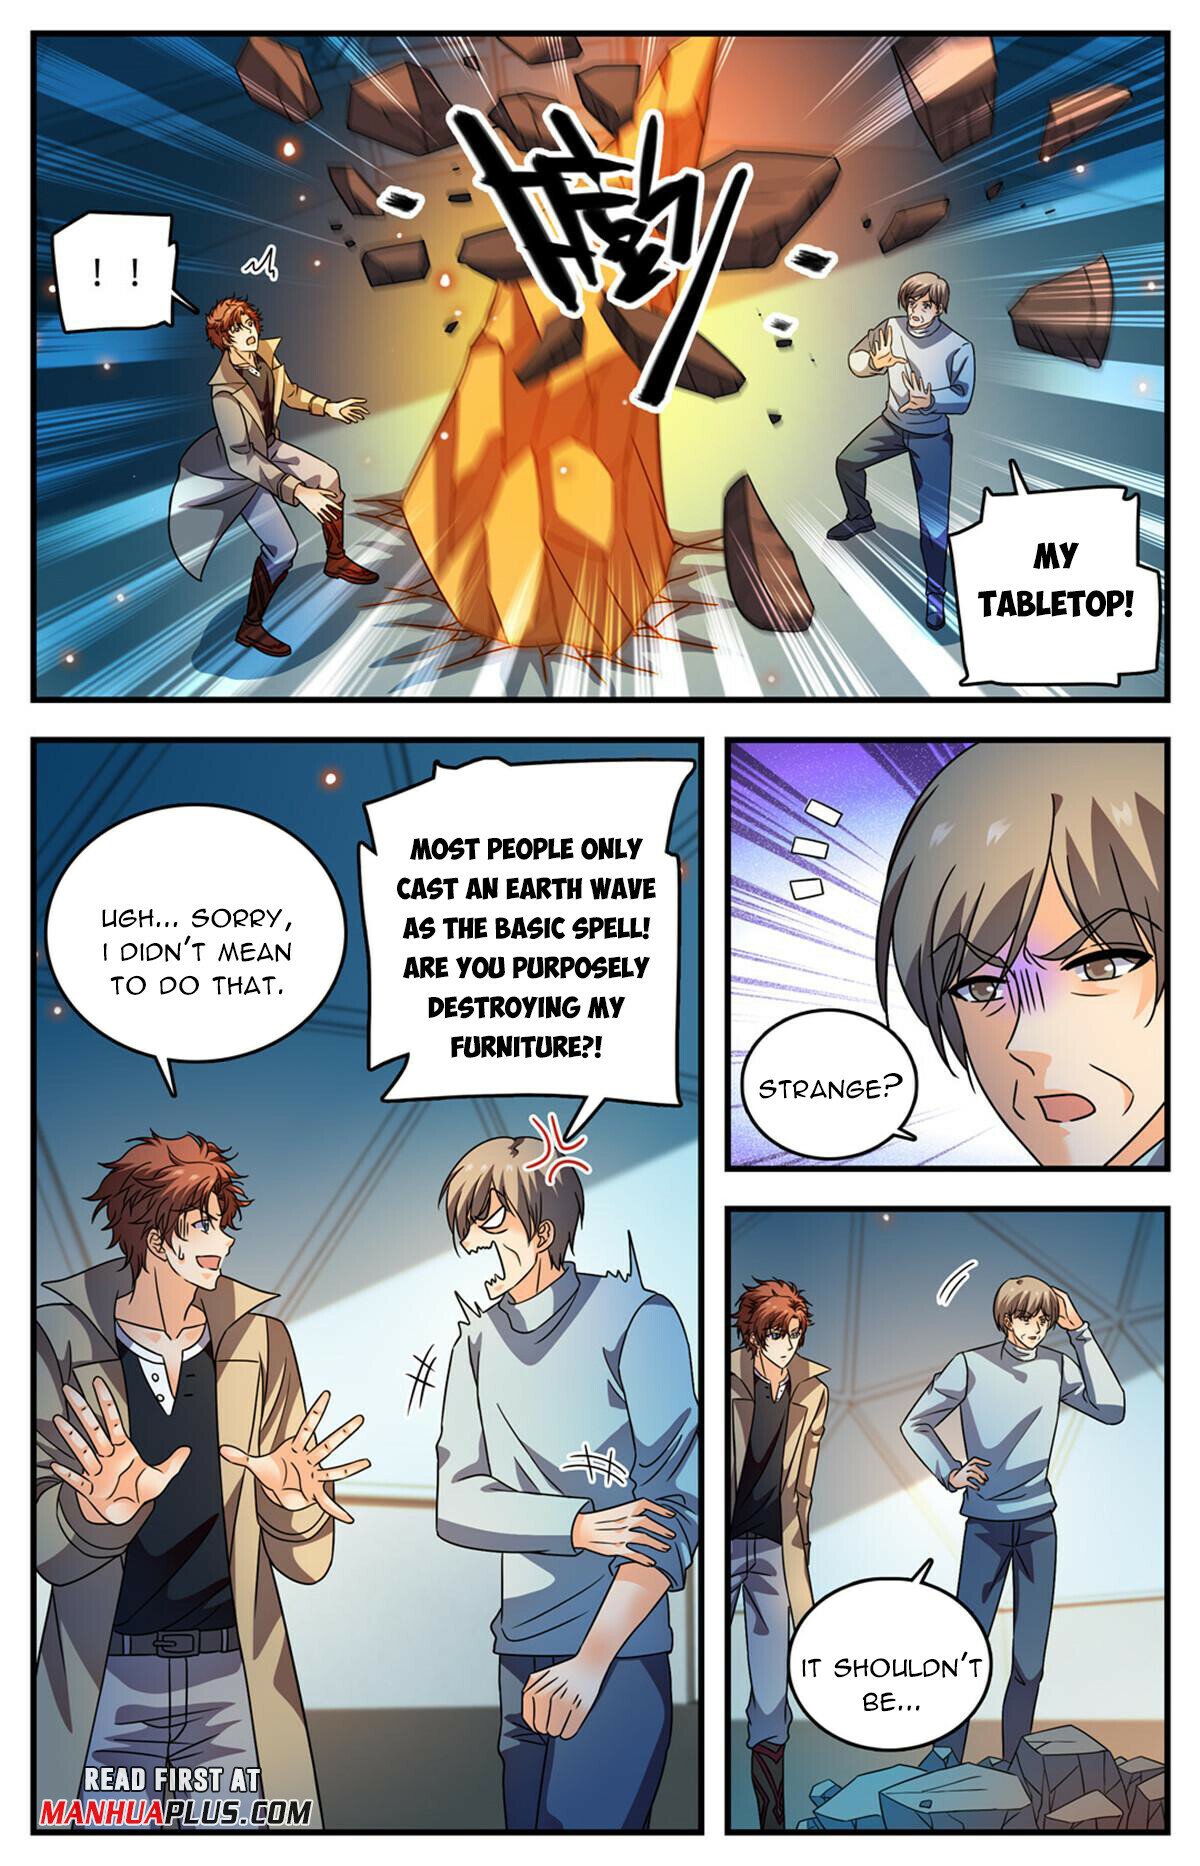 ! !
MY
TABLETOP!
UGH... SORRY,
I DIDN'T MEAN
TO DO THAT.
MOST PEOPLE ONLY
CAST AN EARTH WAVE
AS THE BASIC SPELL!
ARE YOU PURPOSELY
DESTROYING MY
FURNITURE?!
STRANGE?
IT SHOULDN'T
BE...
READ FIRST AT
MANHUAPLUS.COM